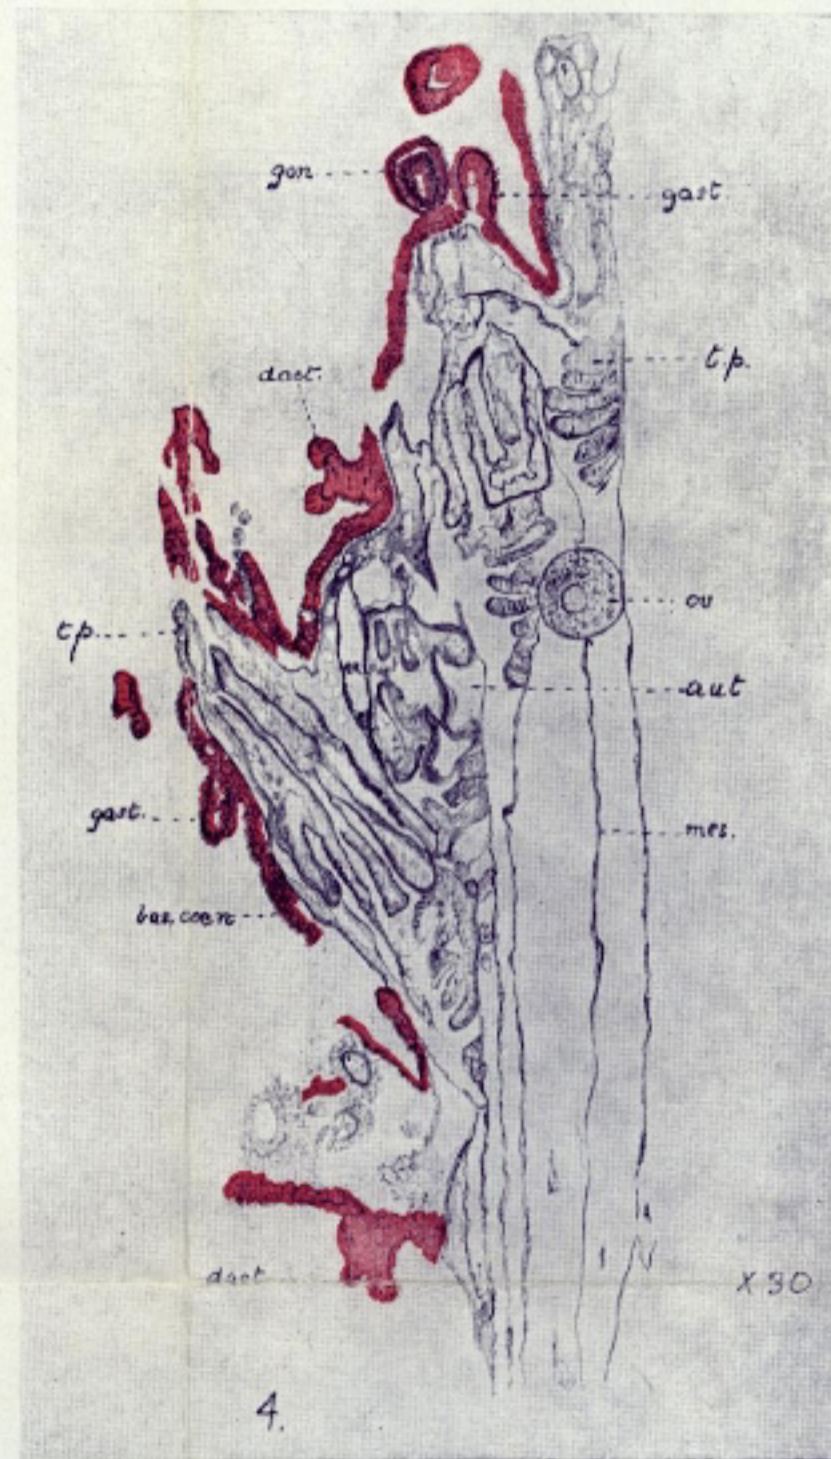 gon
gast
t.p.
dact.
ov
t.p.
aut
gast.
mes.
bas. coen
dact
X 30
4.